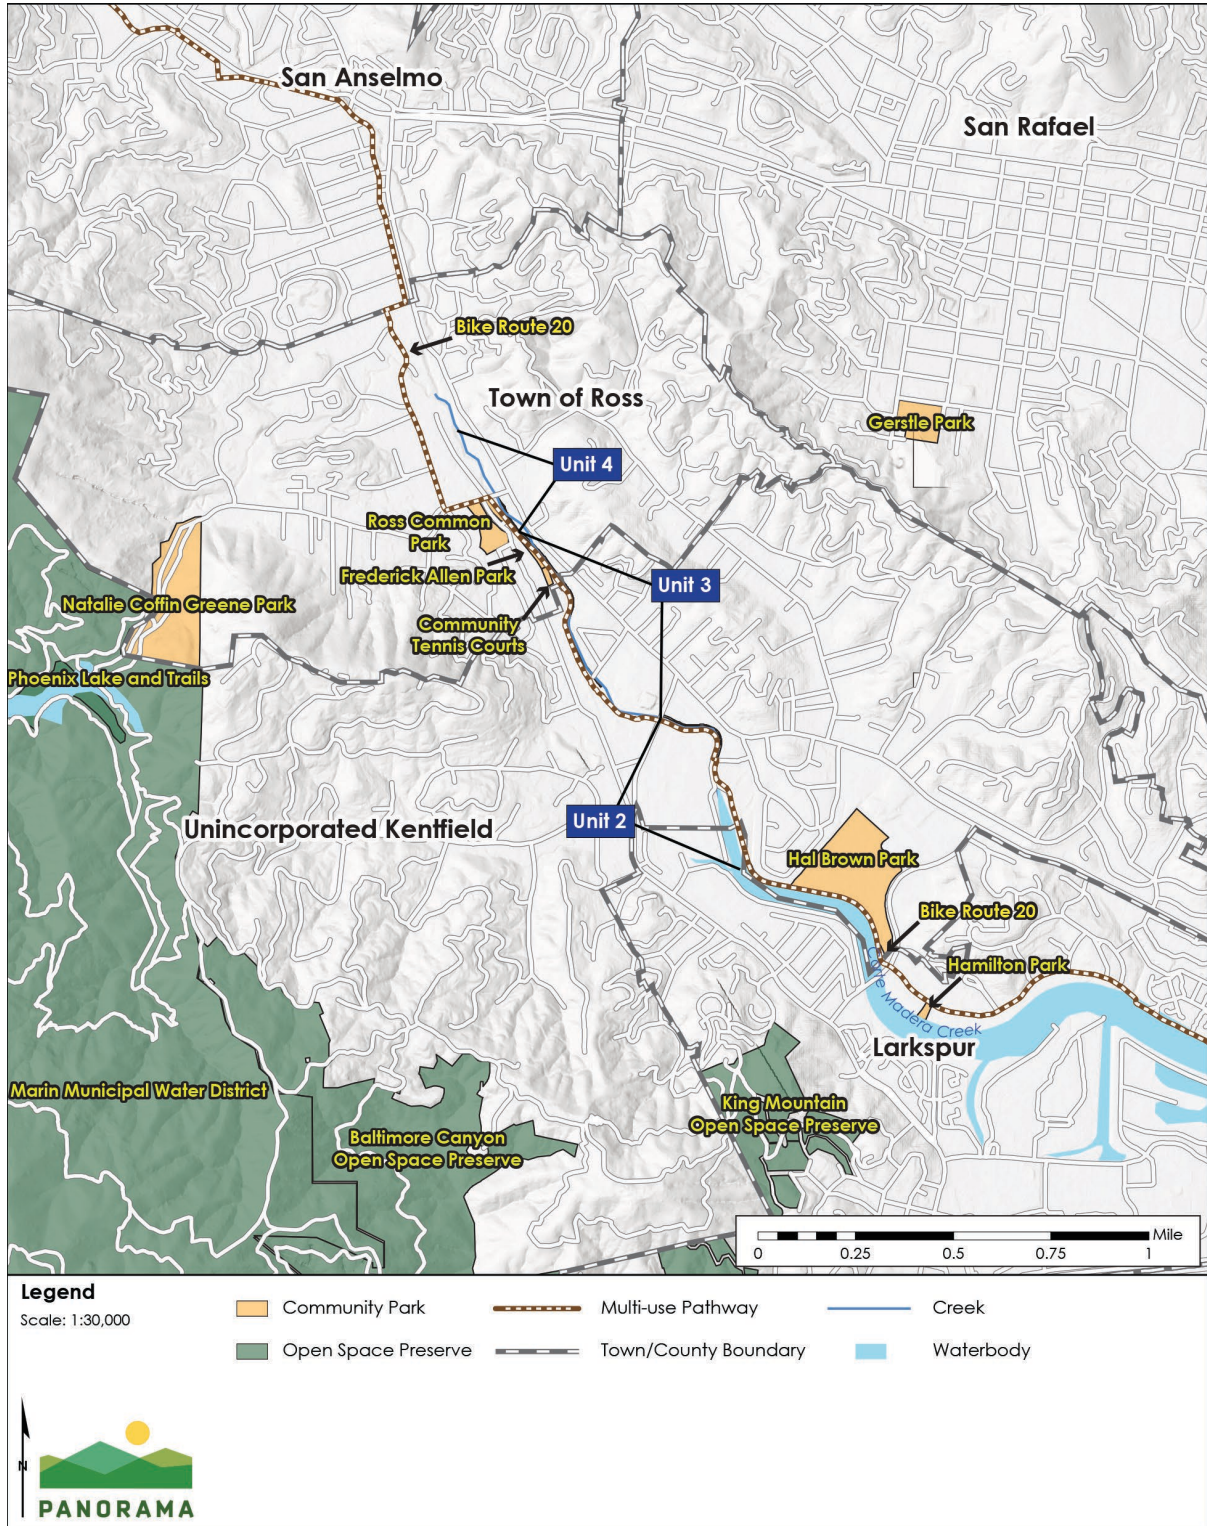 San Anselmo
San Rafael
Bike Route 20
Town of Ross
Gerstle Park
Unit 4
Ross Common
Park
Frederick Allen Park
Unit 3
Natalie Coffin Greene Park
Community
Tennis Courts
Phoenix Lake and Trails
Unit 2
Unincorporated Kentfield
Hal Brown Park
Bike Route 20
Hamilton Park
Corte Madera Creek
Larkspur
Marin Municipal Water District
King Mountain
Open Space Preserve
Baltimore Canyon
Open Space Preserve
Mile
0 0.25 0.5 0.75 1
Legend
Scale: 1:30,000
Community Park
Multi-use Pathway
Creek
Open Space Preserve
Town/County Boundary
Waterbody
N
PANORAMA